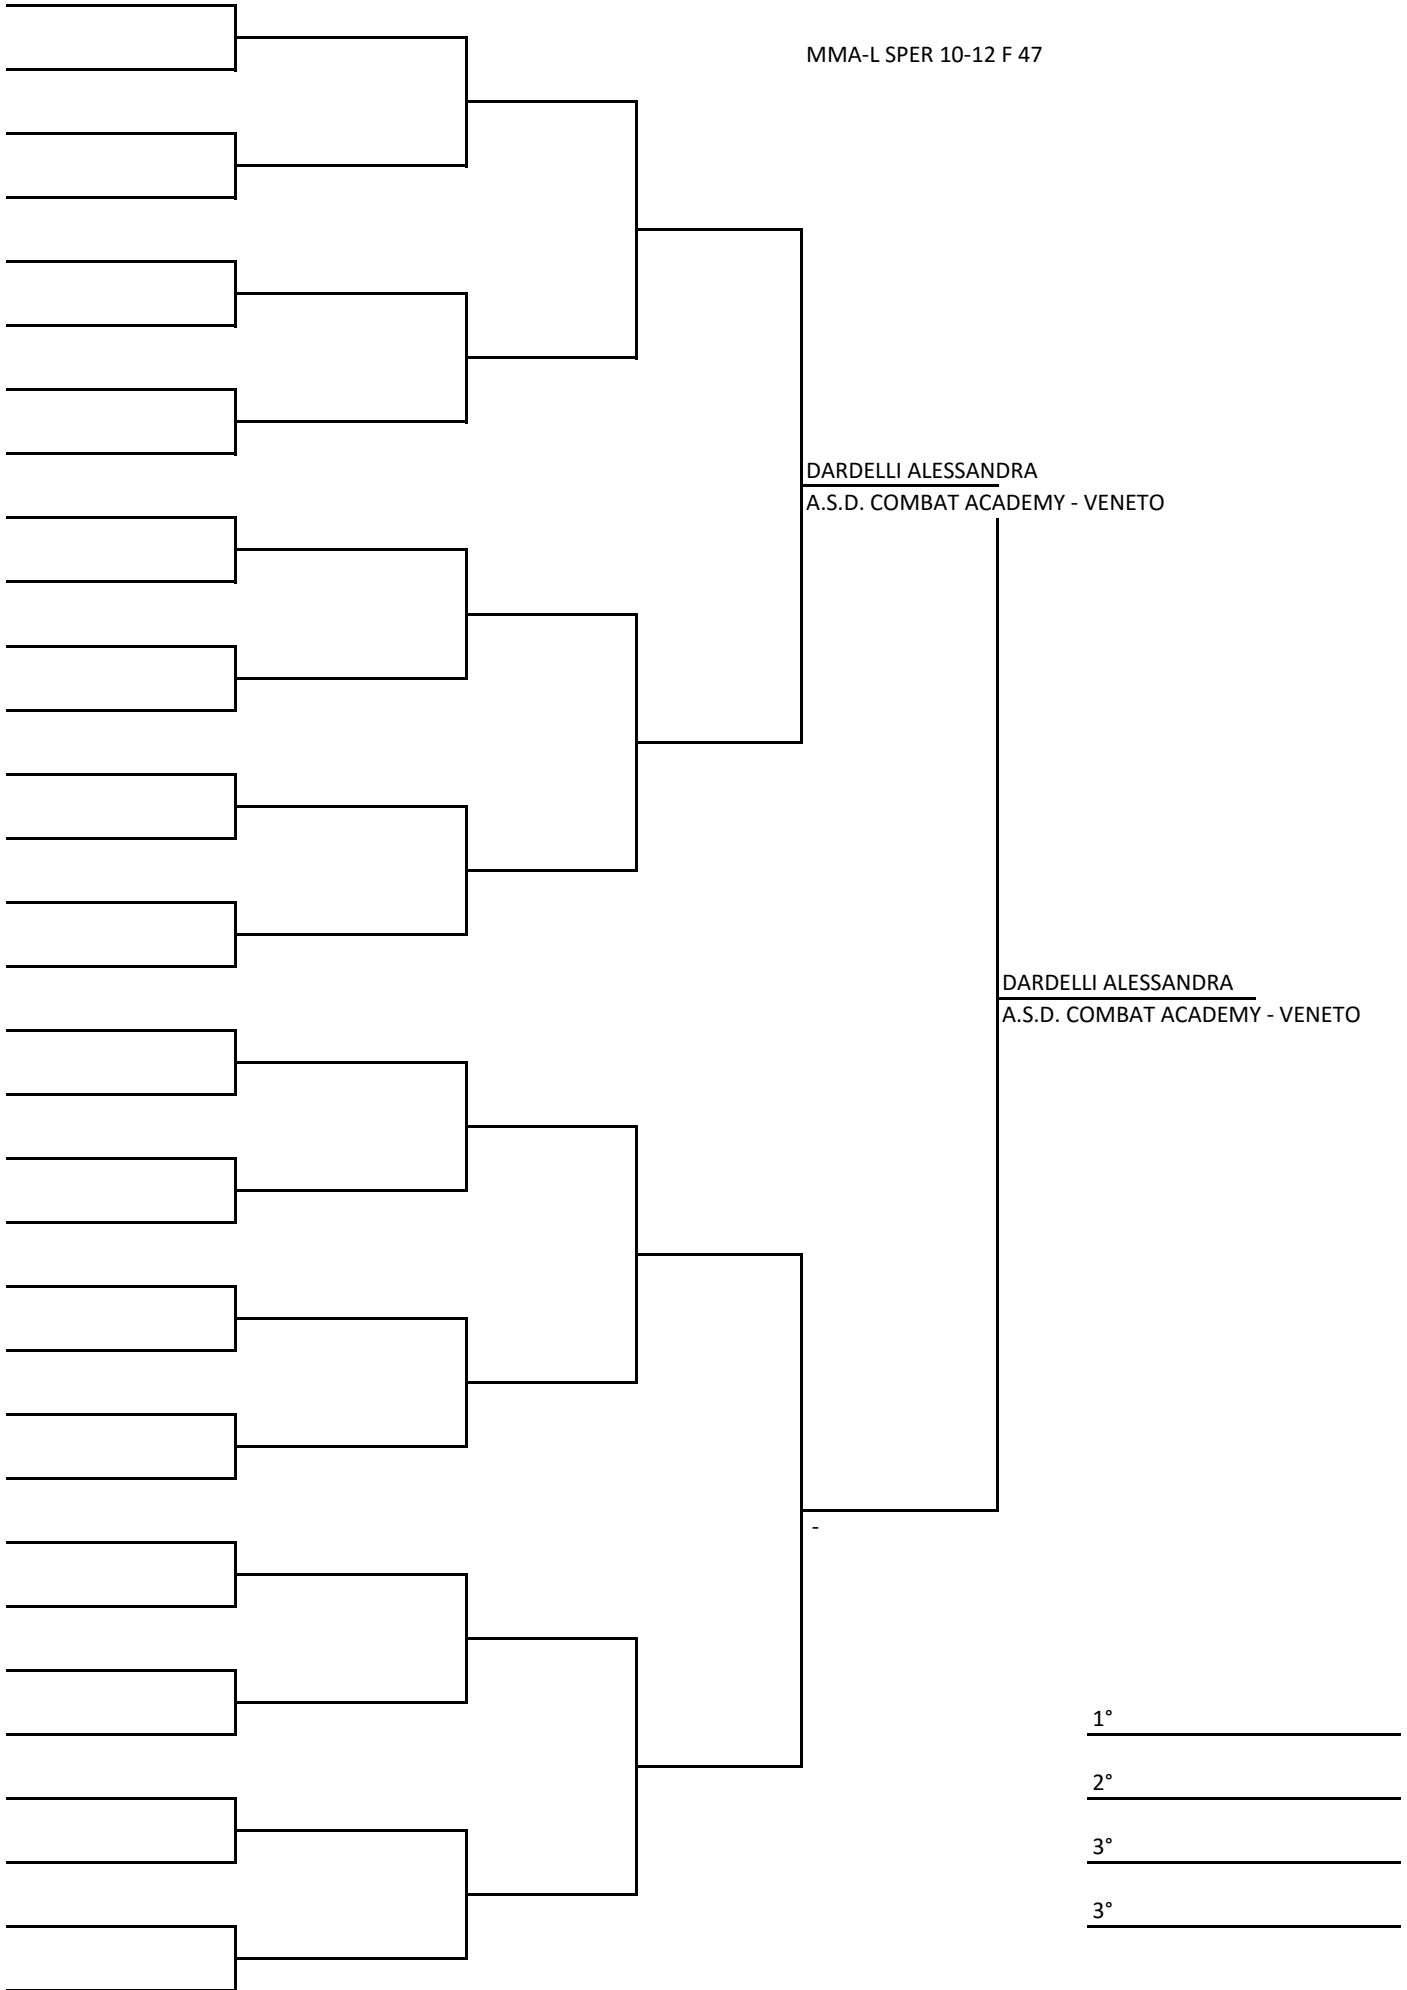 MMA-L SPER 10-12 F 47
DARDELLI ALESSANDRA
A.S.D. COMBAT ACADEMY - VENETO
DARDELLI ALESSANDRA
A.S.D. COMBAT ACADEMY - VENETO
-
1°
2°
3°
3°